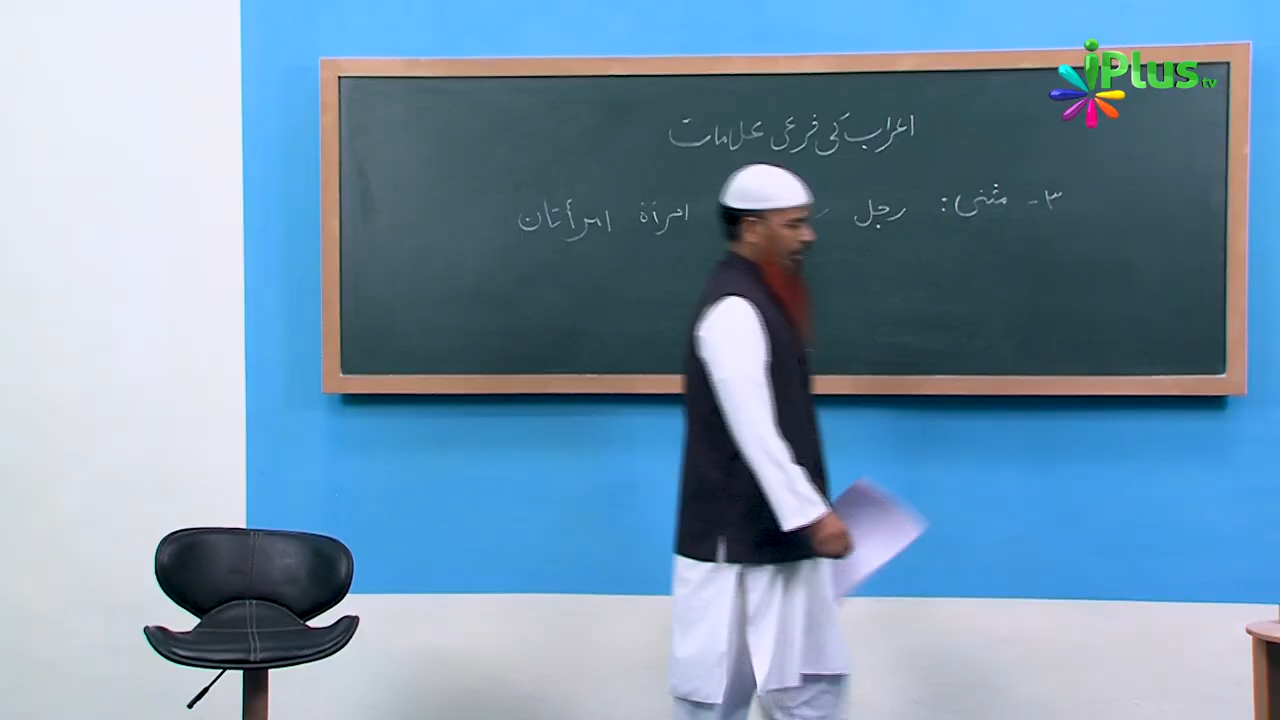 اعراب کی فرعی علامات
۳- مثنی: رجل امرأة امرأتان
iPlus tv